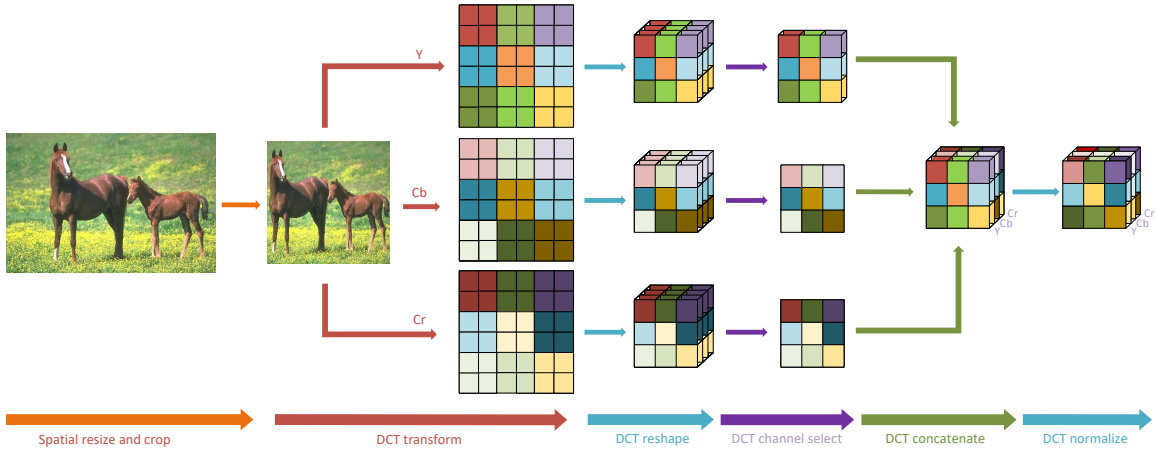 Y
Cb
Cr
Cr
Cb
Y
Cr
Cb
Y
Spatial resize and crop
DCT transform
DCT reshape
DCT channel select
DCT concatenate
DCT normalize